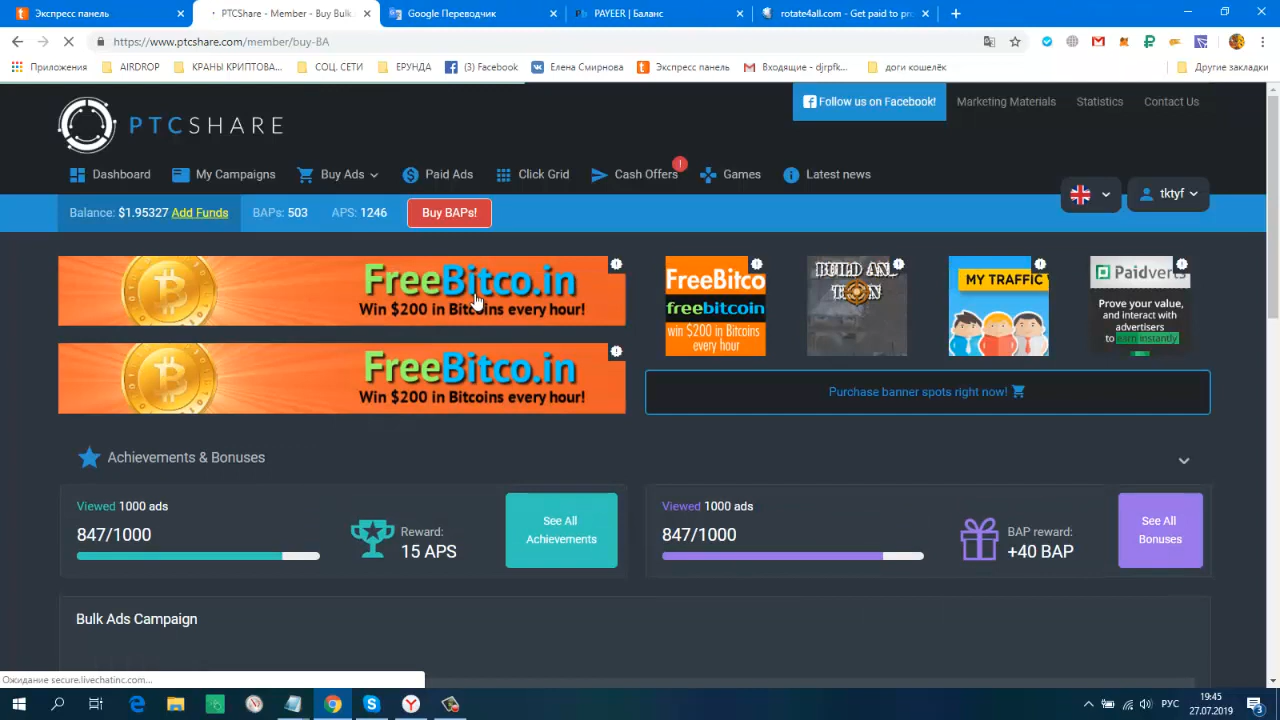 Экспресс панель
PTCShare - Member - Buy Bulk
Google Переводчик
PAYEER | Баланс
rotate4all.com - Get paid to pr
https://www.ptcshare.com/member/buy-BA
Приложения
AIRDROP
КРАНЫ КРИПТОВА...
СОЦ. СЕТИ
ЕРУНДА
(3) Facebook
Елена Смирнова
Экспресс панель
Входящие - djrpfk...
доги кошелёк
Другие закладки
PTCSHARE
Follow us on Facebook!
Marketing Materials
Statistics
Contact Us
Dashboard
My Campaigns
Buy Ads
Paid Ads
Click Grid
Cash Offers
!
Games
Latest news
Balance: $1.95327 Add Funds
BAPs: 503
APS: 1246
Buy BAPs!
tktyf
FreeBitco.in
Win $200 in Bitcoins every hour!
FreeBitco
freebitcoin
win $200 in Bitcoins
every hour
BUILD AND
MY TRAFFIC
Paidverts
Prove your value,
and interact with
advertisers
to earn instantly
FreeBitco.in
Win $200 in Bitcoins every hour!
Purchase banner spots right now!
Achievements & Bonuses
Viewed 1000 ads
847/1000
Reward:
15 APS
See All
Achievements
Viewed 1000 ads
847/1000
BAP reward:
+40 BAP
See All
Bonuses
Bulk Ads Campaign
Ожидание secure.livechatinc.com...
РУС
19:45
27.07.2019
3